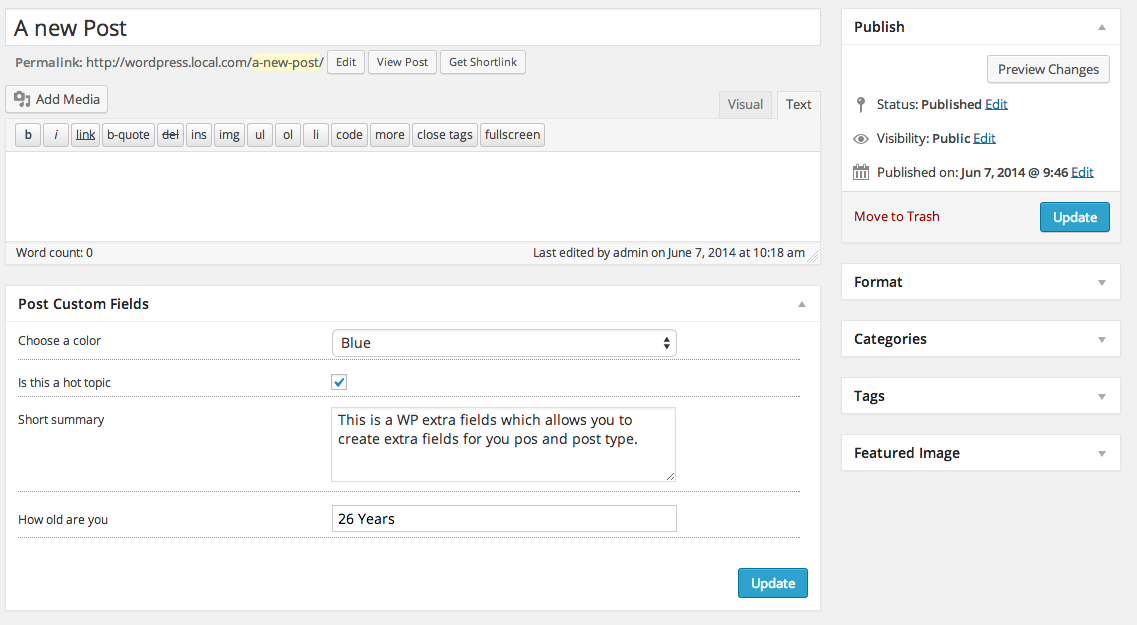 A new Post
Permalink: http://wordpress.local.com/a-new-post/ Edit View Post Get Shortlink
Add Media
Visual Text
b i link b-quote del ins img ul ol li code more close tags fullscreen
Word count: 0 Last edited by admin on June 7, 2014 at 10:18 am
Post Custom Fields
Choose a color Blue
Is this a hot topic
Short summary This is a WP extra fields which allows you to
create extra fields for you pos and post type.
How old are you 26 Years
Update
Publish
Preview Changes
Status: Published Edit
Visibility: Public Edit
Published on: Jun 7, 2014 @ 9:46 Edit
Move to Trash Update
Format
Categories
Tags
Featured Image